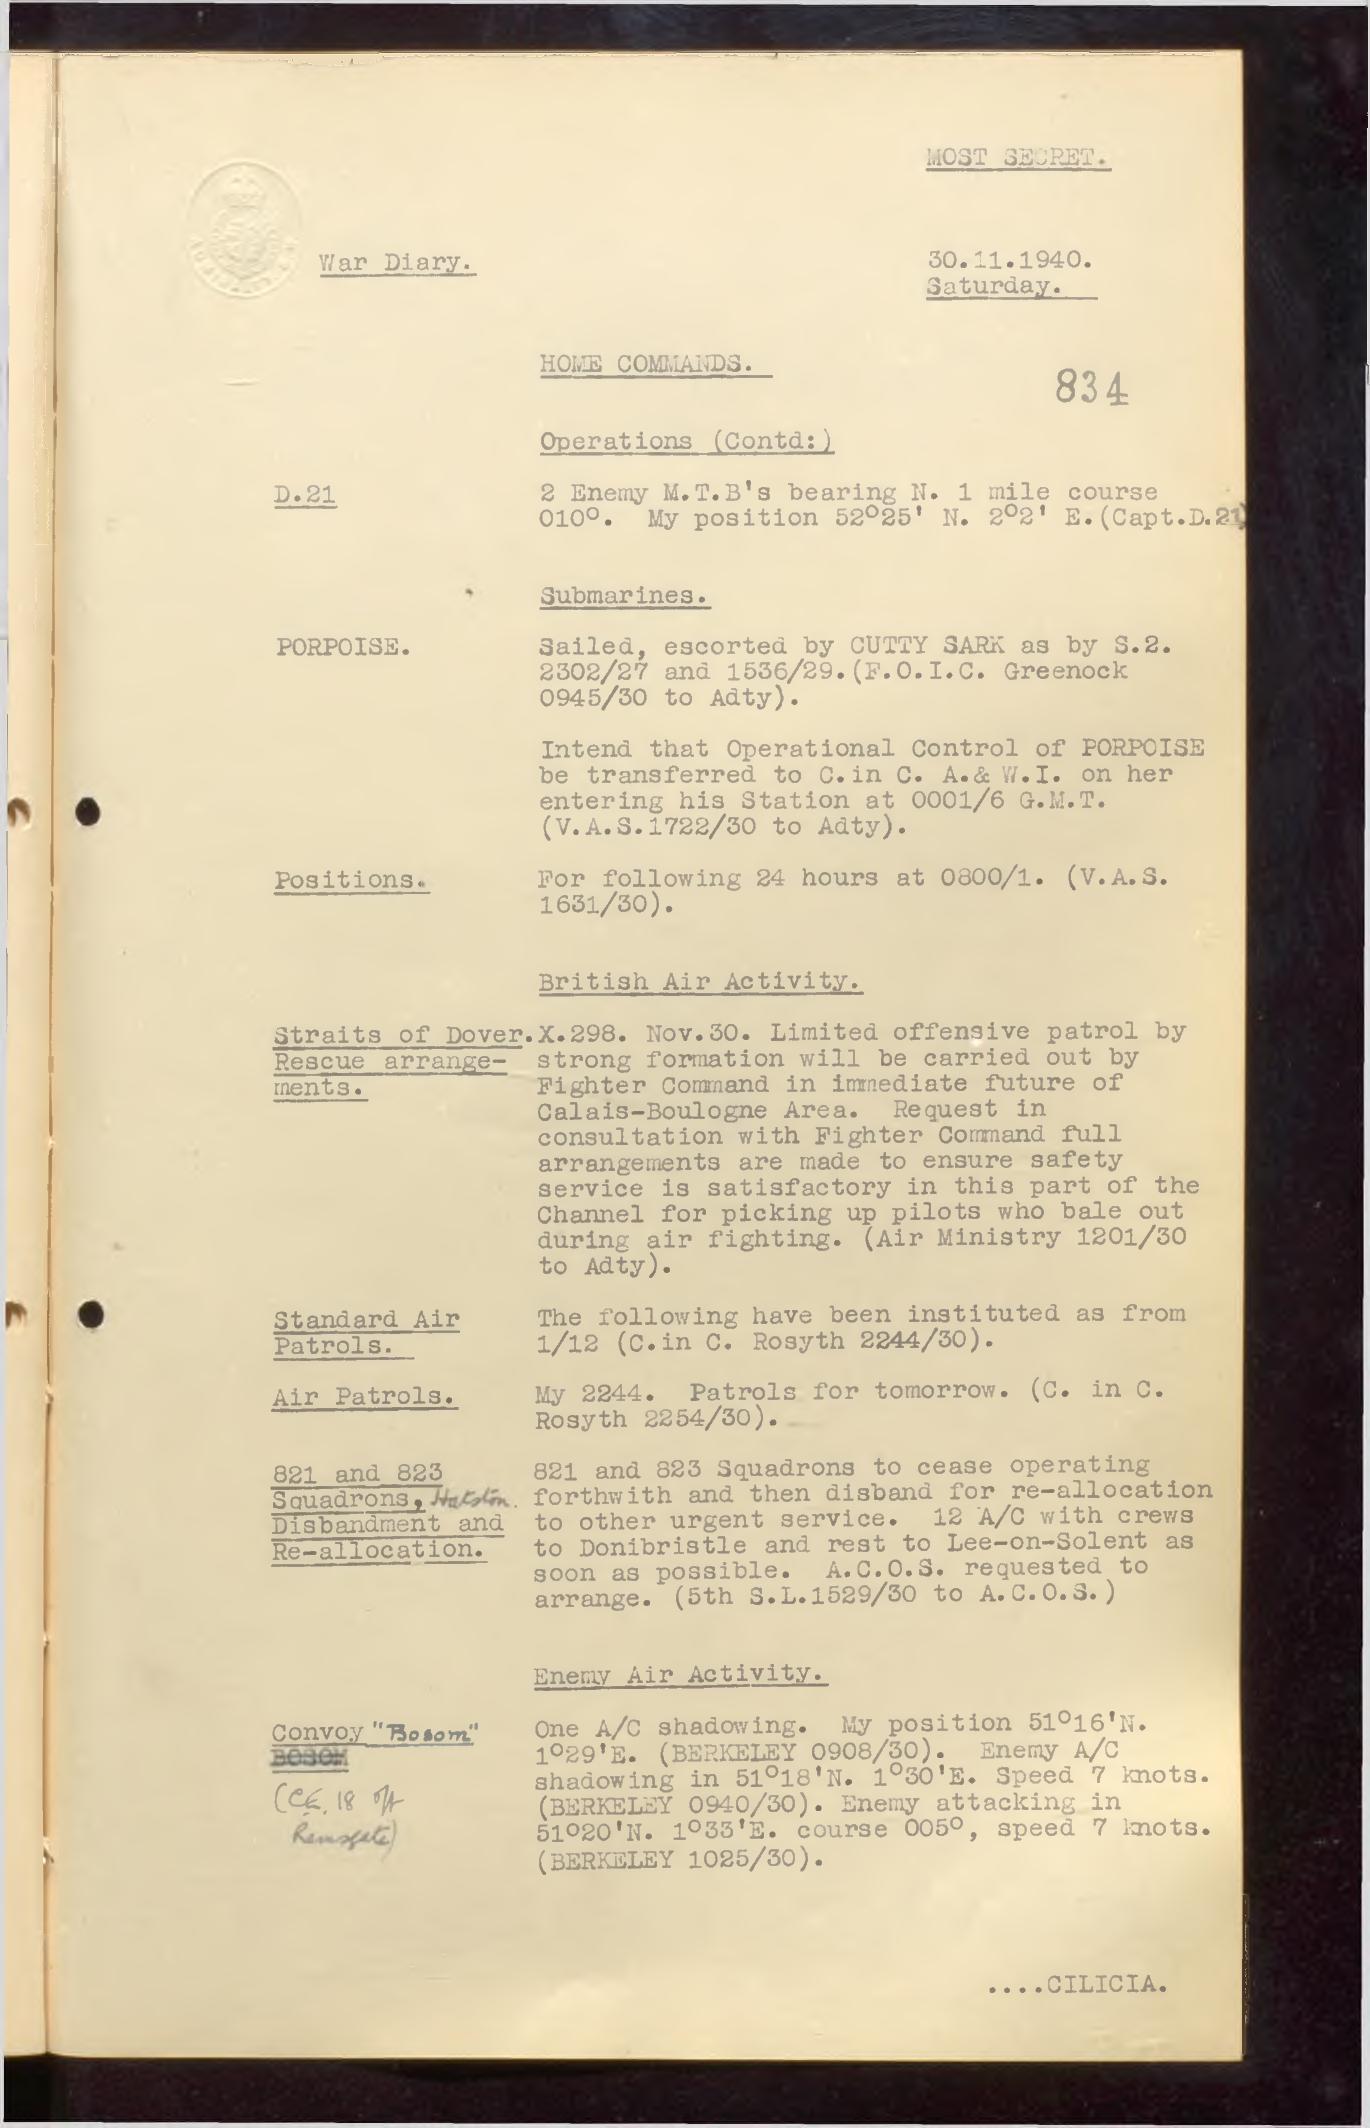 MOST SECRET.
War Diary.
30.11.1940.
Saturday.
HOME COMMANDS.
834
Operations (Contd:)
D.21
2 Enemy M.T.B's bearing N. 1 mile course
010°. My position 52°25' N. 2°2' E.(Capt.D.21)
Submarines.
PORPOISE.
Sailed, escorted by CUTTY SARK as by S.2.
2302/27 and 1536/29.(F.O.I.C. Greenock
0945/30 to Adty).
Intend that Operational Control of PORPOISE
be transferred to C.in C. A.& W.I. on her
entering his Station at 0001/6 G.M.T.
(V.A.S.1722/30 to Adty).
Positions.
For following 24 hours at 0800/1. (V.A.S.
1631/30).
British Air Activity.
Straits of Dover.
Rescue arrange-
ments.
X.298. Nov.30. Limited offensive patrol by
strong formation will be carried out by
Fighter Command in immediate future of
Calais-Boulogne Area. Request in
consultation with Fighter Command full
arrangements are made to ensure safety
service is satisfactory in this part of the
Channel for picking up pilots who bale out
during air fighting. (Air Ministry 1201/30
to Adty).
Standard Air
Patrols.
The following have been instituted as from
1/12 (C.in C. Rosyth 2244/30).
Air Patrols.
My 2244. Patrols for tomorrow. (C. in C.
Rosyth 2254/30).
821 and 823
Squadrons, Hatston.
Disbandment and
Re-allocation.
821 and 823 Squadrons to cease operating
forthwith and then disband for re-allocation
to other urgent service. 12 A/C with crews
to Donibristle and rest to Lee-on-Solent as
soon as possible. A.C.O.S. requested to
arrange. (5th S.L.1529/30 to A.C.O.S.)
Enemy Air Activity.
Convoy "Bosom"
BOSOM
(CE. 18 off
Ramsgate)
One A/C shadowing. My position 51°16'N.
1°29'E. (BERKELEY 0908/30). Enemy A/C
shadowing in 51°18'N. 1°30'E. Speed 7 knots.
(BERKELEY 0940/30). Enemy attacking in
51°20'N. 1°33'E. course 005°, speed 7 knots.
(BERKELEY 1025/30).
....CILICIA.